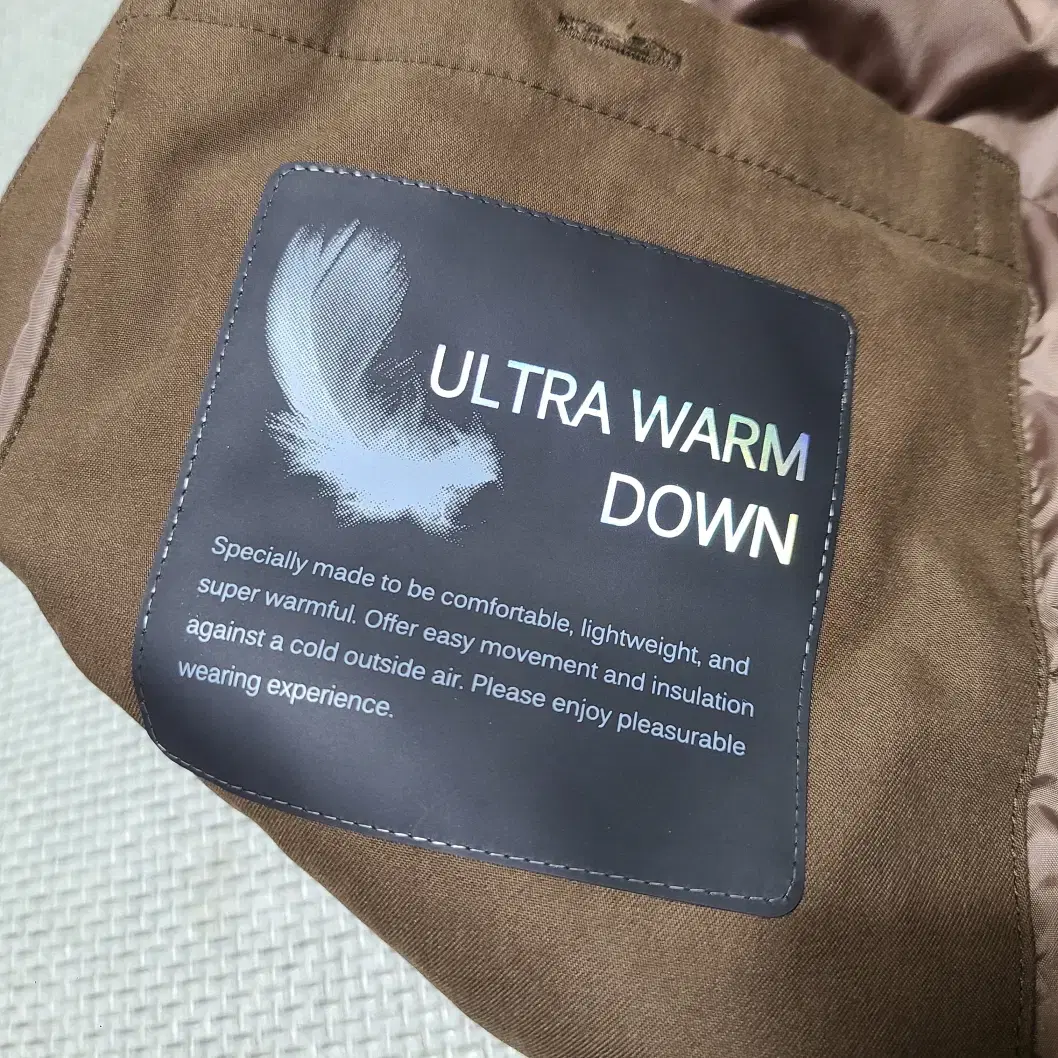 ULTRA WARM
DOWN
Specially made to be comfortable, lightweight, and
super warmful. Offer easy movement and insulation
against a cold outside air. Please enjoy pleasurable
wearing experience.